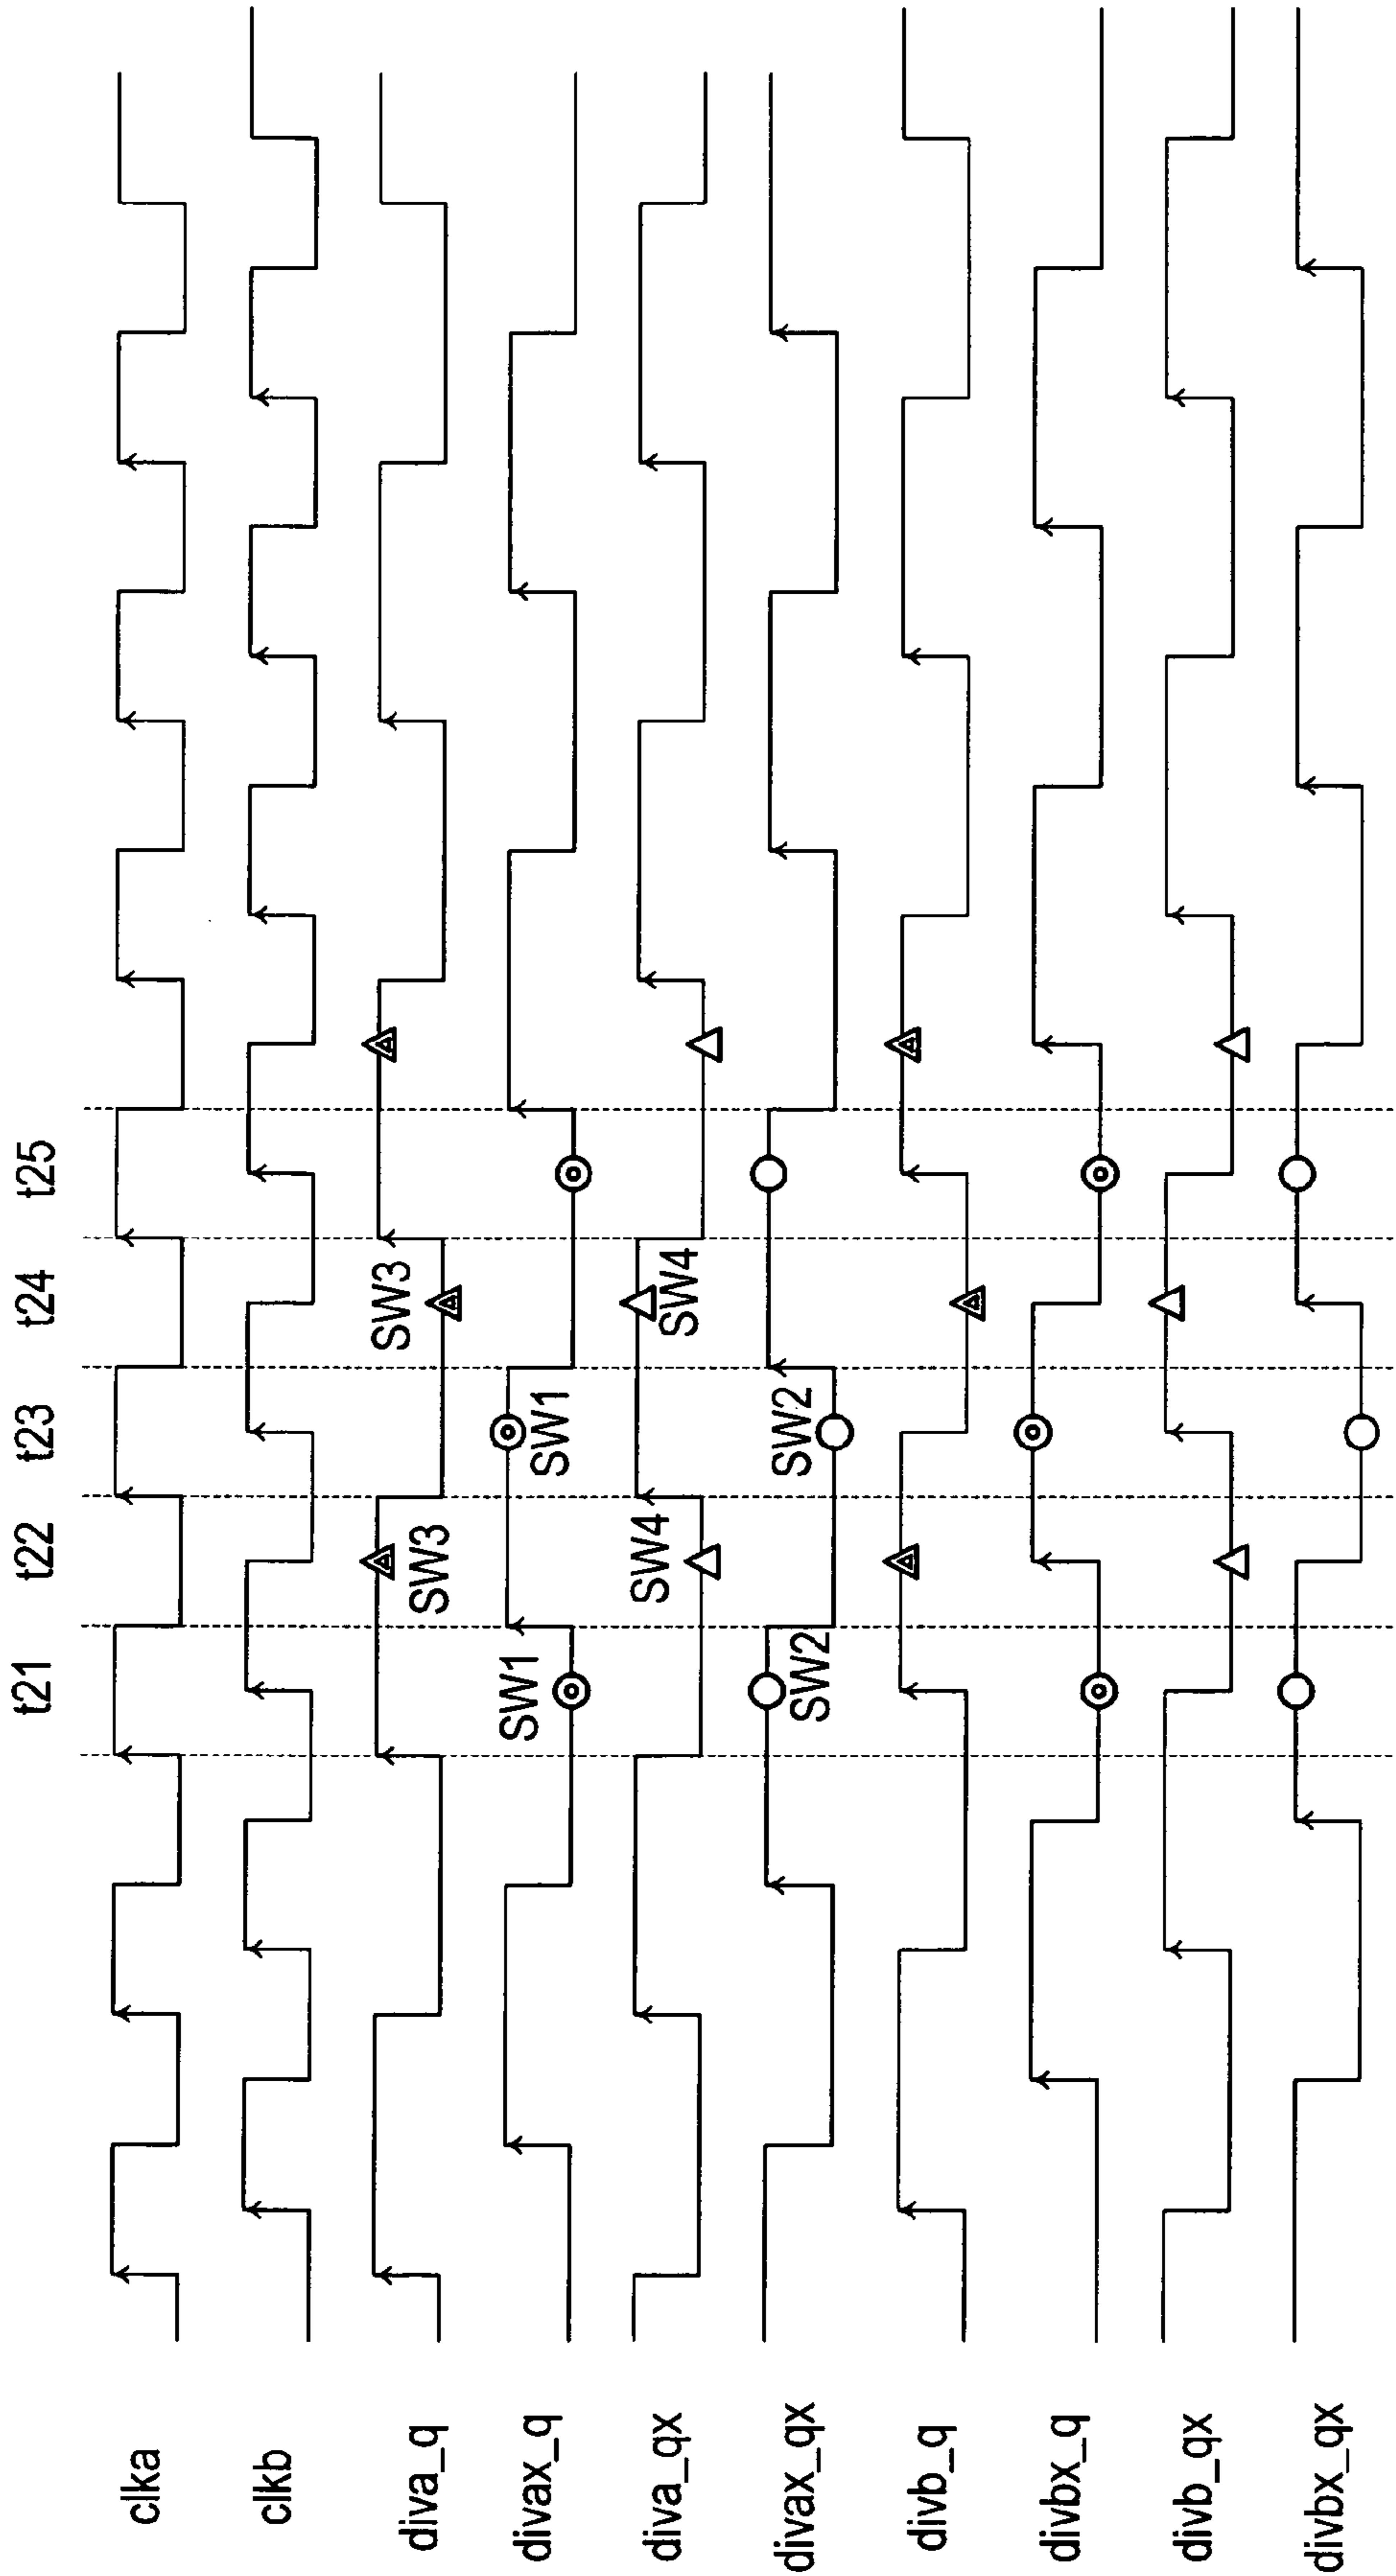 t21 t22 t23 t24 t25
clka
clkb
diva_q
SW3 SW3
divax_q
SW1 SW1
diva_qx
SW4 SW4
divax_qx
SW2 SW2
divb_q
divbx_q
divb_qx
divbx_qx